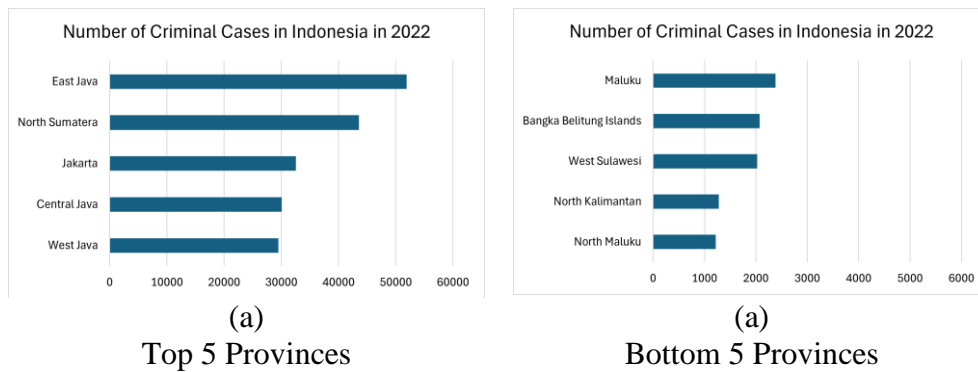 Number of Criminal Cases in Indonesia in 2022
East Java
North Sumatera
Jakarta
Central Java
West Java
0 10000 20000 30000 40000 50000 60000
(a)
Top 5 Provinces
Number of Criminal Cases in Indonesia in 2022
Maluku
Bangka Belitung Islands
West Sulawesi
North Kalimantan
North Maluku
0 1000 2000 3000 4000 5000 6000
(a)
Bottom 5 Provinces